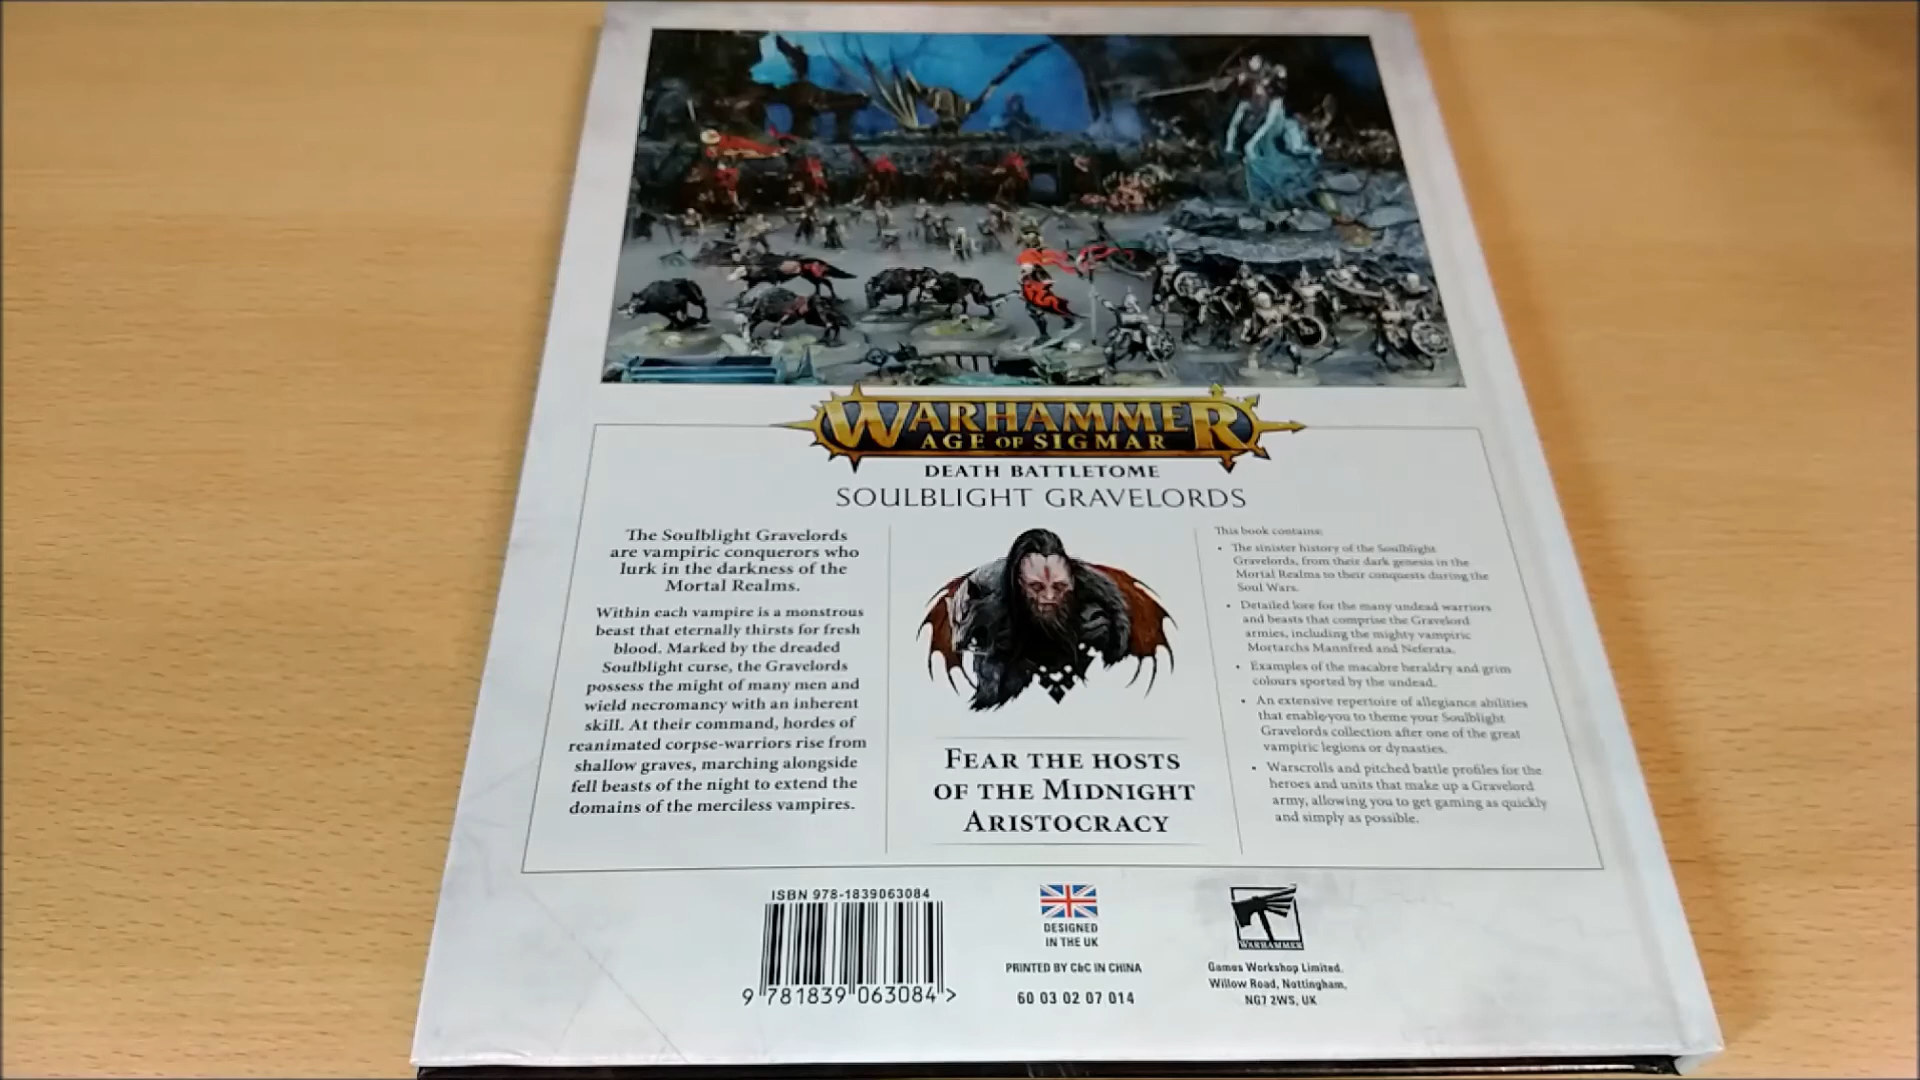 WARHAMMER
AGE OF SIGMAR
DEATH BATTLETOME
SOULBLIGHT GRAVELORDS
The Soulblight Gravelords
are vampiric conquerors who
lurk in the darkness of the
Mortal Realms.
Within each vampire is a monstrous
beast that eternally thirsts for fresh
blood. Marked by the dreaded
Soulblight curse, the Gravelords
possess the might of many men and
wield necromancy with an inherent
skill. At their command, hordes of
reanimated corpse-warriors rise from
shallow graves, marching alongside
fell beasts of the night to extend the
domains of the merciless vampires.
FEAR THE HOSTS
OF THE MIDNIGHT
ARISTOCRACY
This book contains:
• The sinister history of the Soulblight
Gravelords, from their dark genesis in the
Mortal Realms to their conquests during the
Soul Wars.
• Detailed lore for the many undead warriors
and beasts that comprise the Gravelord
armies, including the mighty vampiric
Mortarchs Mannfred and Neferata.
• Examples of the macabre heraldry and grim
colours sported by the undead.
• An extensive repertoire of allegiance abilities
that enable you to theme your Soulblight
Gravelords collection after one of the great
vampiric legions or dynasties.
• Warscrolls and pitched battle profiles for the
heroes and units that make up a Gravelord
army, allowing you to get gaming as quickly
and simply as possible.
ISBN 978-1839063084
9 781839 063084 >
DESIGNED
IN THE UK
PRINTED BY C&C IN CHINA
60 03 02 07 014
WARHAMMER
Games Workshop Limited,
Willow Road, Nottingham,
NG7 2WS, UK